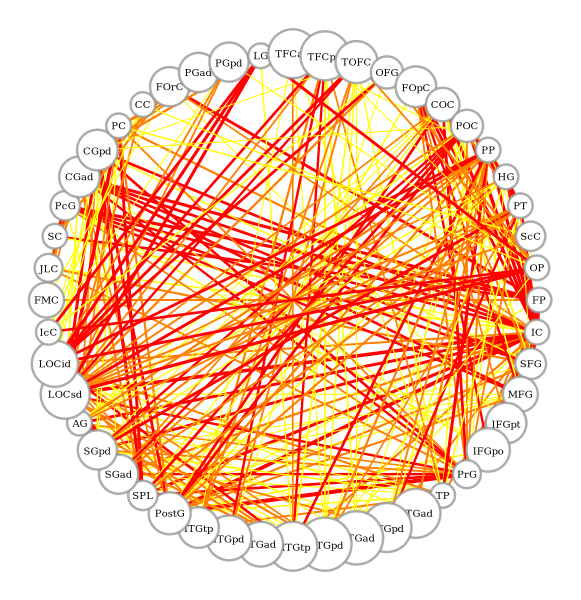 TFCa
TFCp
TOFC
OFG
FOpC
COC
POC
PP
HG
PT
ScC
OP
FP
IC
SFG
MFG
IFGpt
IFGpo
PrG
TP
TGad
TGpd
TGad
TGpd
ITGtp
TGad
TGpd
ITGtp
PostG
SPL
SGad
SGpd
AG
LOCsd
LOCid
IcC
FMC
JLC
SC
PcG
CGad
CGpd
PC
CC
FOrC
PGad
PGpd
LG